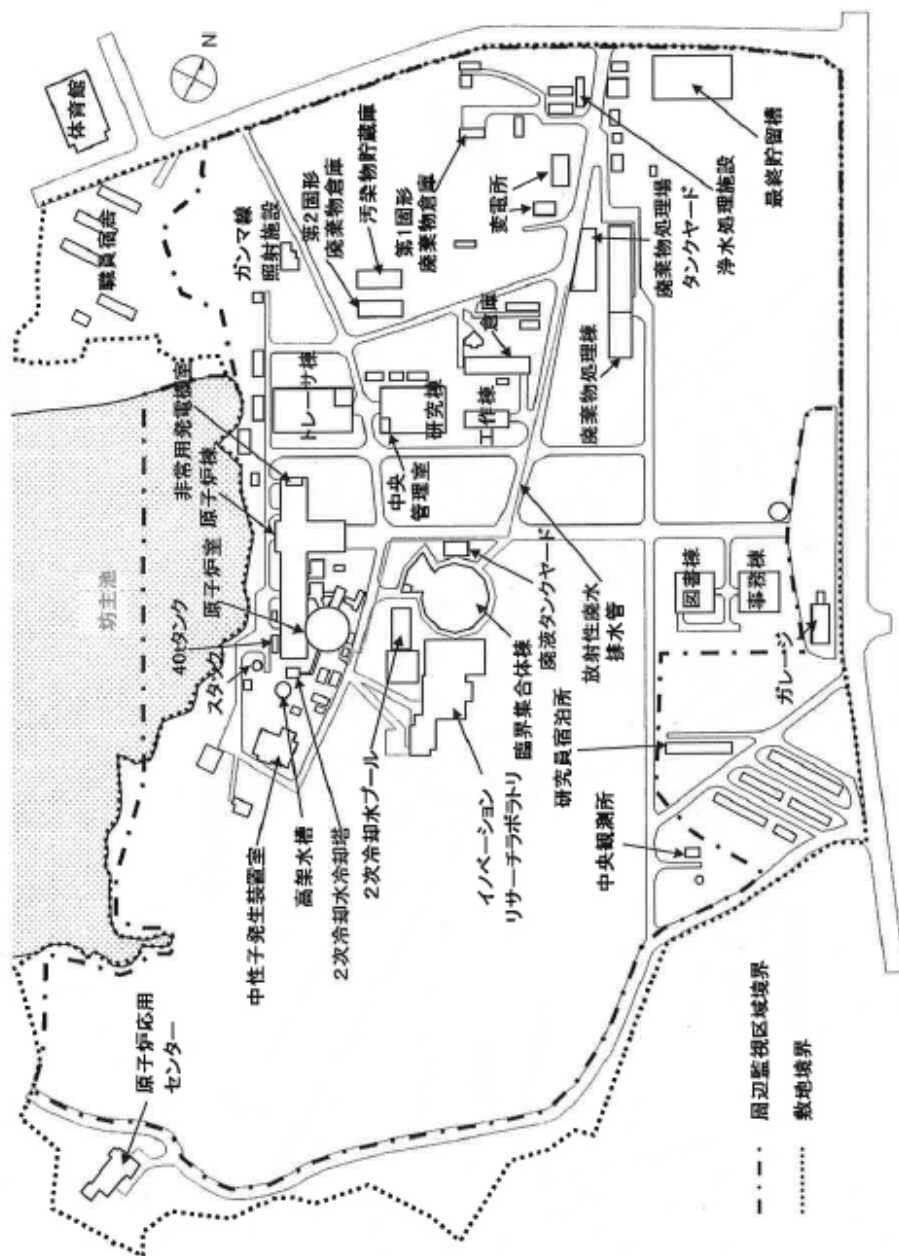 体育館
N
職員宿舎
ガンマ線
照射施設
第2固形
廃棄物倉庫
汚染物貯蔵庫
第1固形
廃棄物倉庫
変電所
廃棄物処理場
タンクヤード
浄水処理施設
最終貯留槽
坊主池
非常用発電機室
原子炉棟
原子炉室
40tタンク
スタック
トレーサ棟
中央
管理室
研究棟
工作棟
倉庫
廃棄物処理棟
中性子発生装置室
高架水槽
2次冷却水冷却塔
2次冷却水プール
イノベーション
リサーチラボラトリ
臨界集合体棟
廃液タンクヤード
放射性廃水
排水管
図書棟
事務棟
ガレージ
研究員宿泊所
中央観測所
原子炉応用
センター
周辺監視区域境界
敷地境界